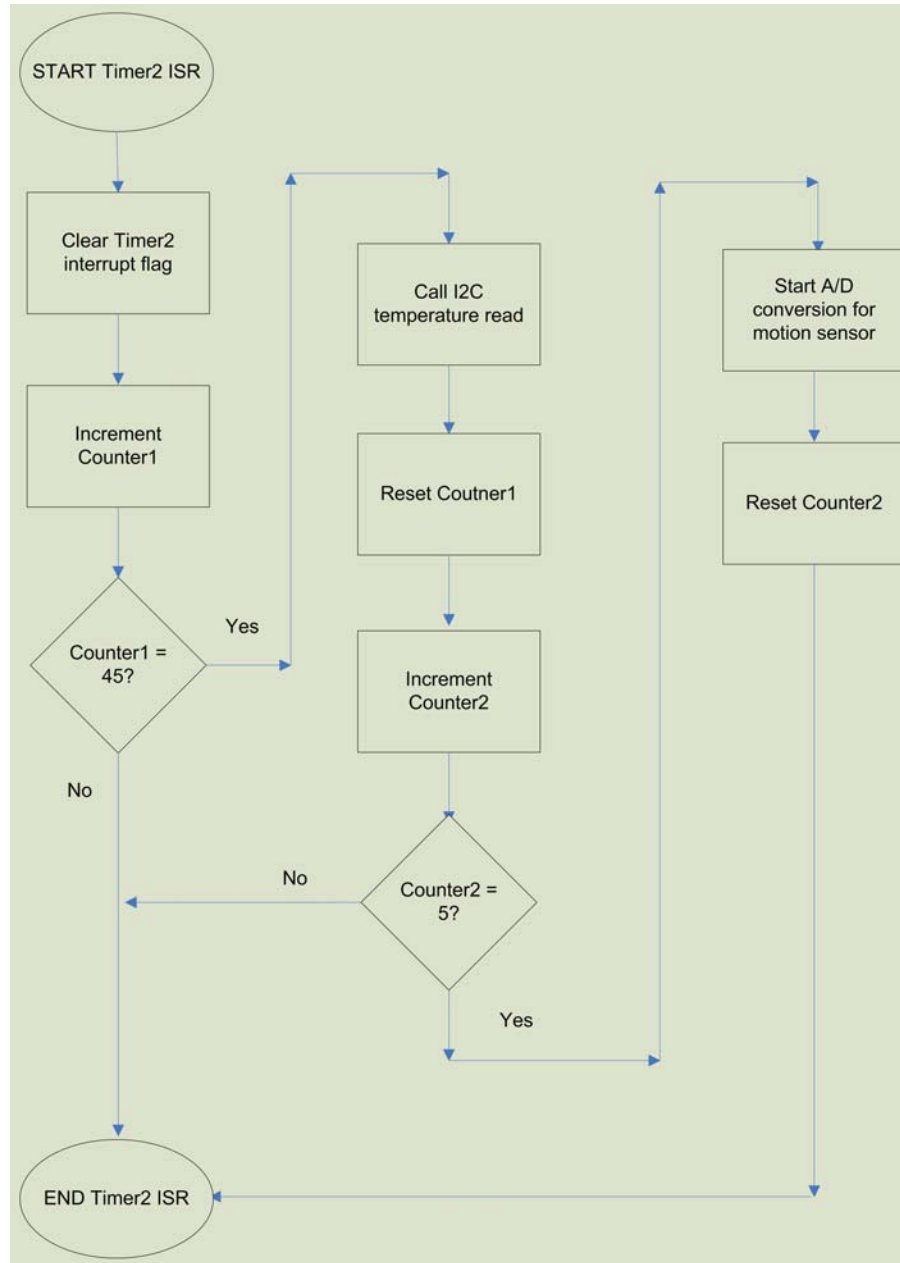 START Timer2 ISR
Clear Timer2
interrupt flag
Increment
Counter1
Counter1 =
45?
Yes
No
Call I2C
temperature read
Reset Coutner1
Increment
Counter2
Counter2 =
5?
No
Yes
Start A/D
conversion for
motion sensor
Reset Counter2
END Timer2 ISR